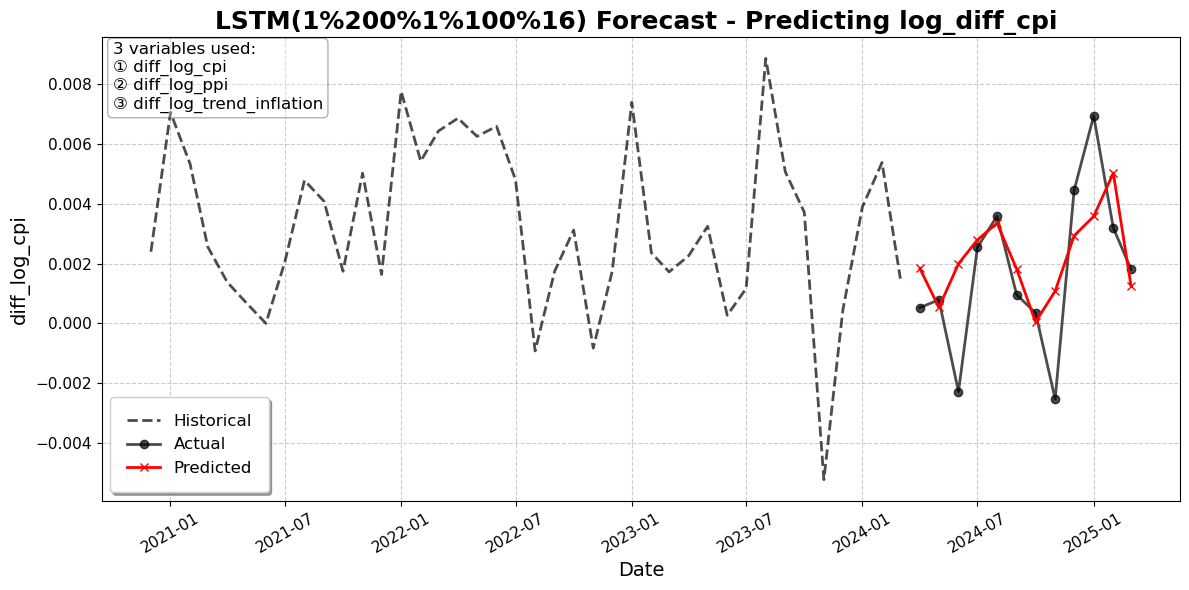 LSTM(1%200%1%100%16) Forecast - Predicting log_diff_cpi
3 variables used:
① diff_log_cpi
② diff_log_ppi
③ diff_log_trend_inflation
diff_log_cpi
0.008
0.006
0.004
0.002
0.000
−0.002
−0.004
Historical
Actual
Predicted
2021-01
2021-07
2022-01
2022-07
2023-01
2023-07
2024-01
2024-07
2025-01
Date